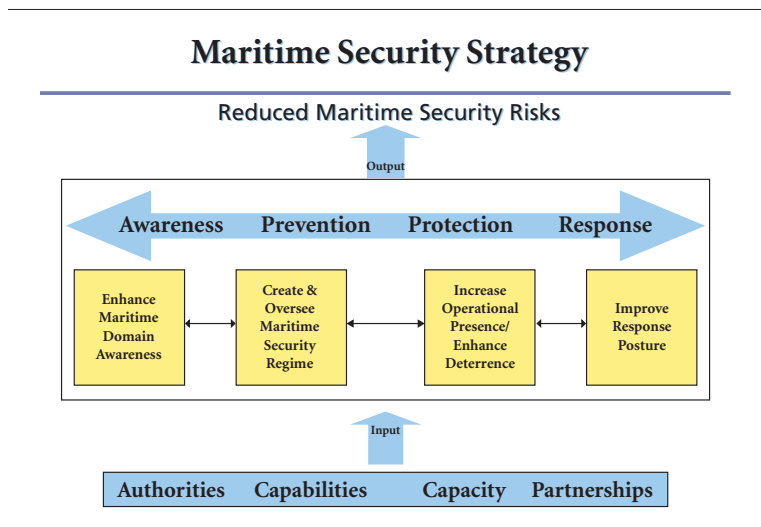 Maritime Security Strategy
Reduced Maritime Security Risks
Output
Awareness Prevention Protection Response
Enhance
Maritime
Domain
Awareness
Create &
Oversee
Maritime
Security
Regime
Increase
Operational
Presence/
Enhance
Deterrence
Improve
Response
Posture
Input
Authorities Capabilities Capacity Partnerships